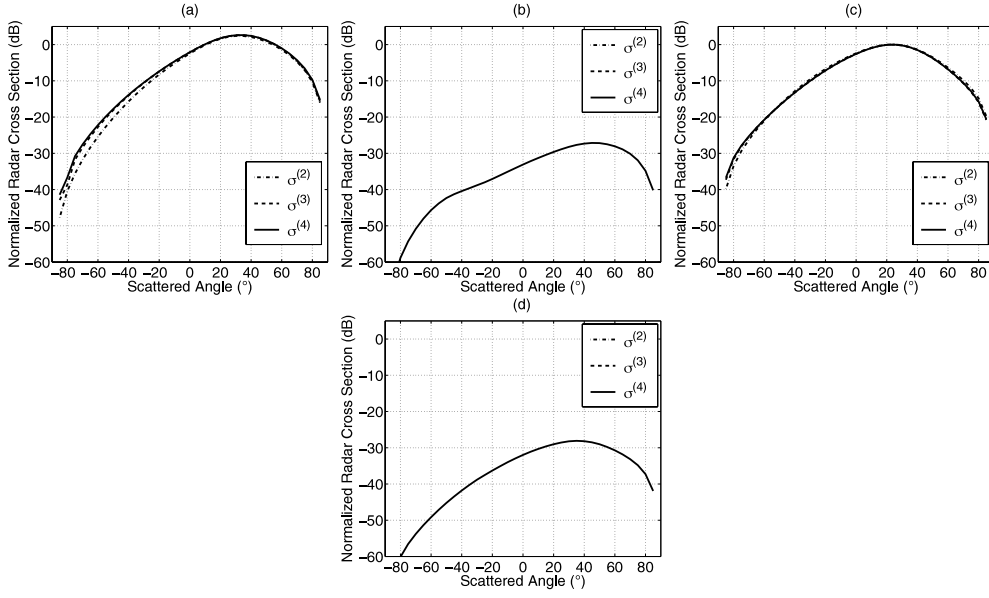 (a)
Normalized Radar Cross Section (dB)
0
−10
−20
−30
−40
−50
−60
−80 −60 −40 −20 0 20 40 60 80
Scattered Angle (°)
σ(2)
σ(3)
σ(4)
(b)
Normalized Radar Cross Section (dB)
0
−10
−20
−30
−40
−50
−60
−80 −60 −40 −20 0 20 40 60 80
Scattered Angle (°)
σ(2)
σ(3)
σ(4)
(c)
Normalized Radar Cross Section (dB)
0
−10
−20
−30
−40
−50
−60
−80 −60 −40 −20 0 20 40 60 80
Scattered Angle (°)
σ(2)
σ(3)
σ(4)
(d)
Normalized Radar Cross Section (dB)
0
−10
−20
−30
−40
−50
−60
−80 −60 −40 −20 0 20 40 60 80
Scattered Angle (°)
σ(2)
σ(3)
σ(4)